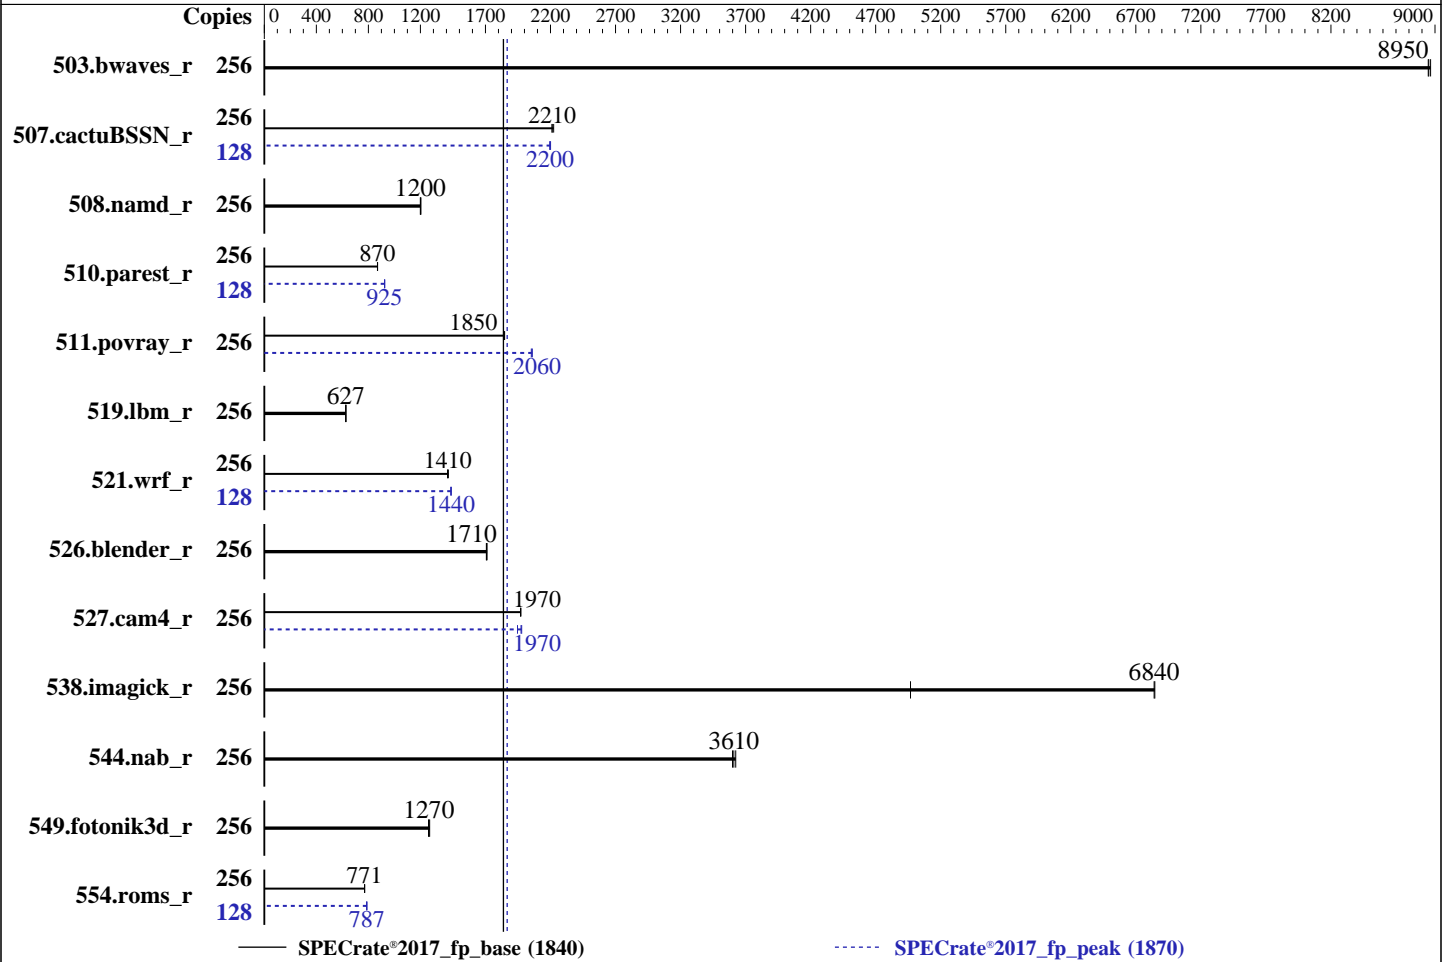 Copies 0 400 800 1200 1700 2200 2700 3200 3700 4200 4700 5200 5700 6200 6700 7200 7700 8200 9000
503.bwaves_r 256 8950
507.cactuBSSN_r 256 2210
128 2200
508.namd_r 256 1200
510.parest_r 256 870
128 925
511.povray_r 256 1850
2060
519.lbm_r 256 627
521.wrf_r 256 1410
128 1440
526.blender_r 256 1710
527.cam4_r 256 1970
1970
538.imagick_r 256 6840
544.nab_r 256 3610
549.fotonik3d_r 256 1270
554.roms_r 256 771
128 787
SPECrate®2017_fp_base (1840) SPECrate®2017_fp_peak (1870)